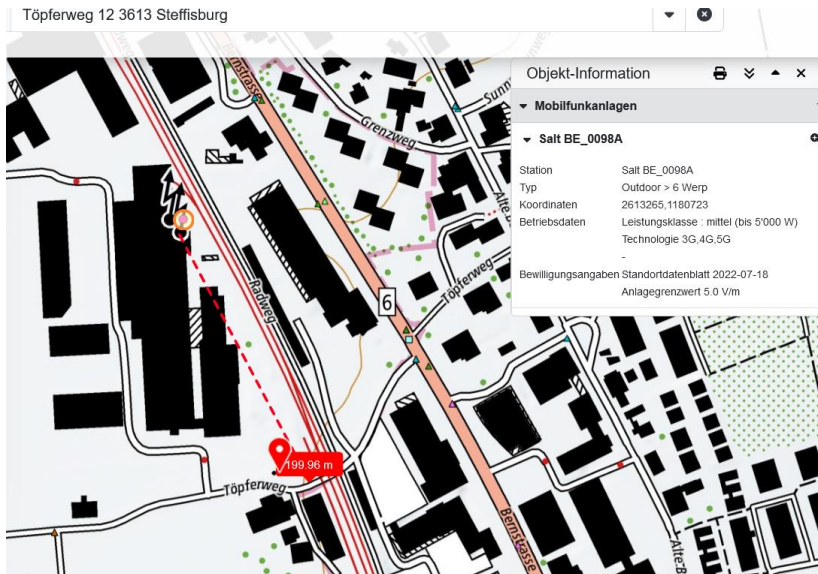 Töpferweg 12 3613 Steffisburg
Objekt-Information
Mobilfunkanlagen
Salt BE_0098A
Station Salt BE_0098A
Typ Outdoor > 6 Werp
Koordinaten 2613265,1180723
Betriebsdaten Leistungsklasse : mittel (bis 5'000 W)
Technologie 3G,4G,5G
-
Bewilligungsangaben Standortdatenblatt 2022-07-18
Anlagegrenzwert 5.0 V/m
Bernstrasse
Grenzweg
Töpferweg
Radweg
6
199.96 m
Töpferweg
Bernstrasse